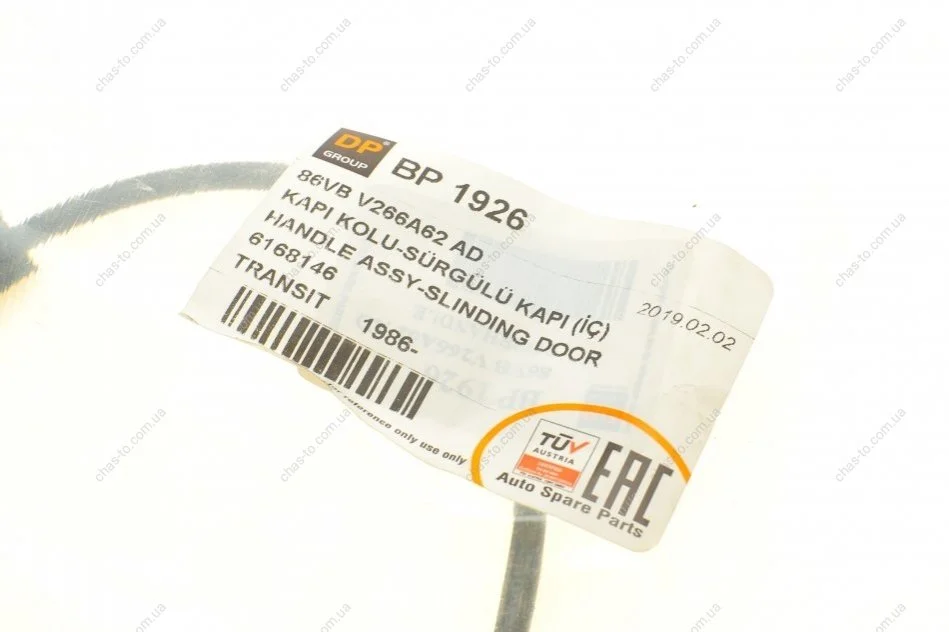 DP®
GROUP
BP 1926
86VB V266A62 AD
KAPI KOLU-SÜRGÜLÜ KAPI (İÇ)
HANDLE ASSY-SLINDING DOOR
6168146
TRANSIT
1986-
2019.02.02
reference only use only
TÜV
AUSTRIA
EAC
Auto Spare Parts
chas-to.com.ua